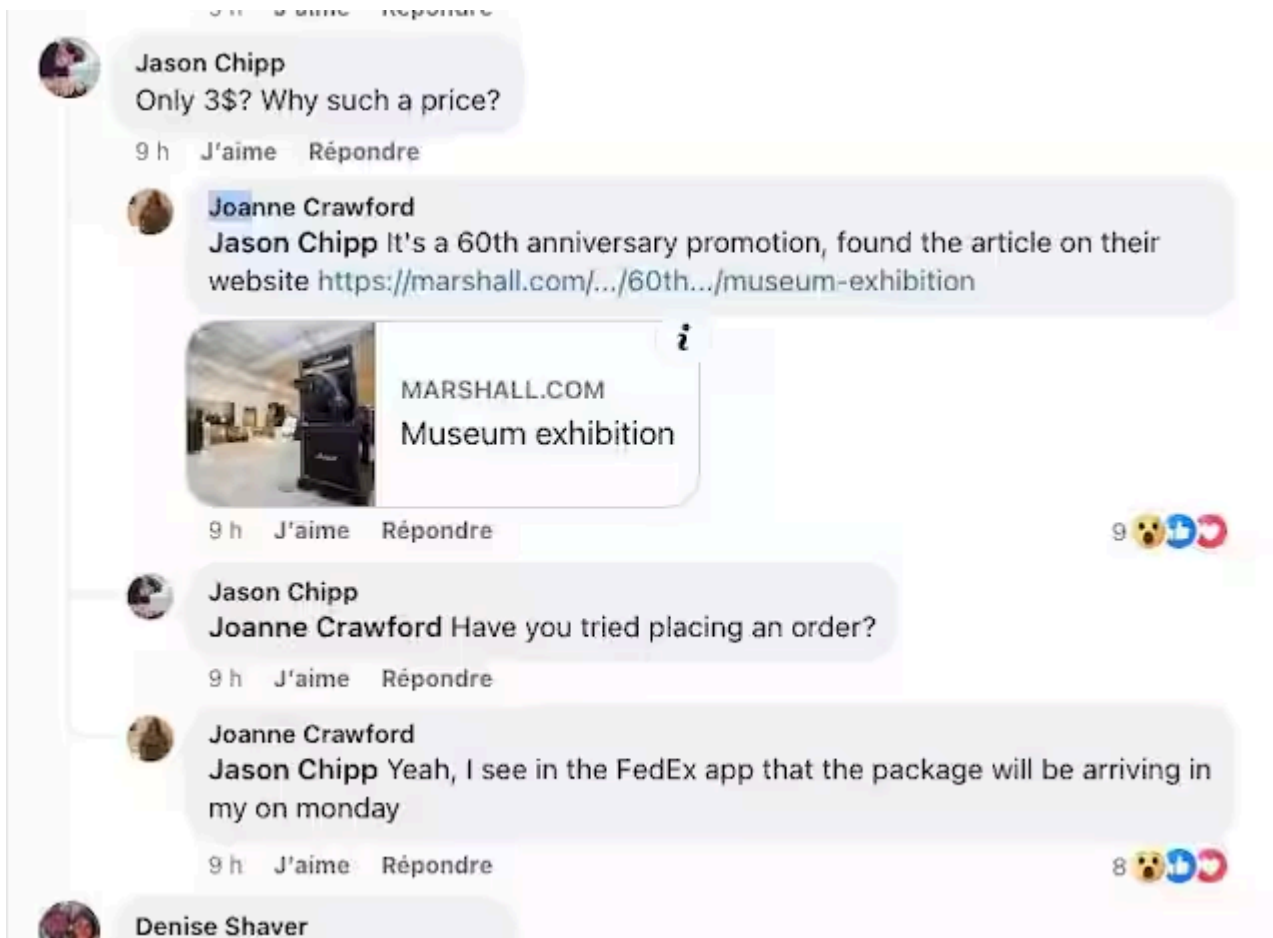 Jason Chipp
Only 3$? Why such a price?
9 h J'aime Répondre
Joanne Crawford
Jason Chipp It's a 60th anniversary promotion, found the article on their
website https://marshall.com/.../60th.../museum-exhibition
i
MARSHALL.COM
Museum exhibition
9 h J'aime Répondre
9
Jason Chipp
Joanne Crawford Have you tried placing an order?
9 h J'aime Répondre
Joanne Crawford
Jason Chipp Yeah, I see in the FedEx app that the package will be arriving in
my on monday
9 h J'aime Répondre
8
Denise Shaver